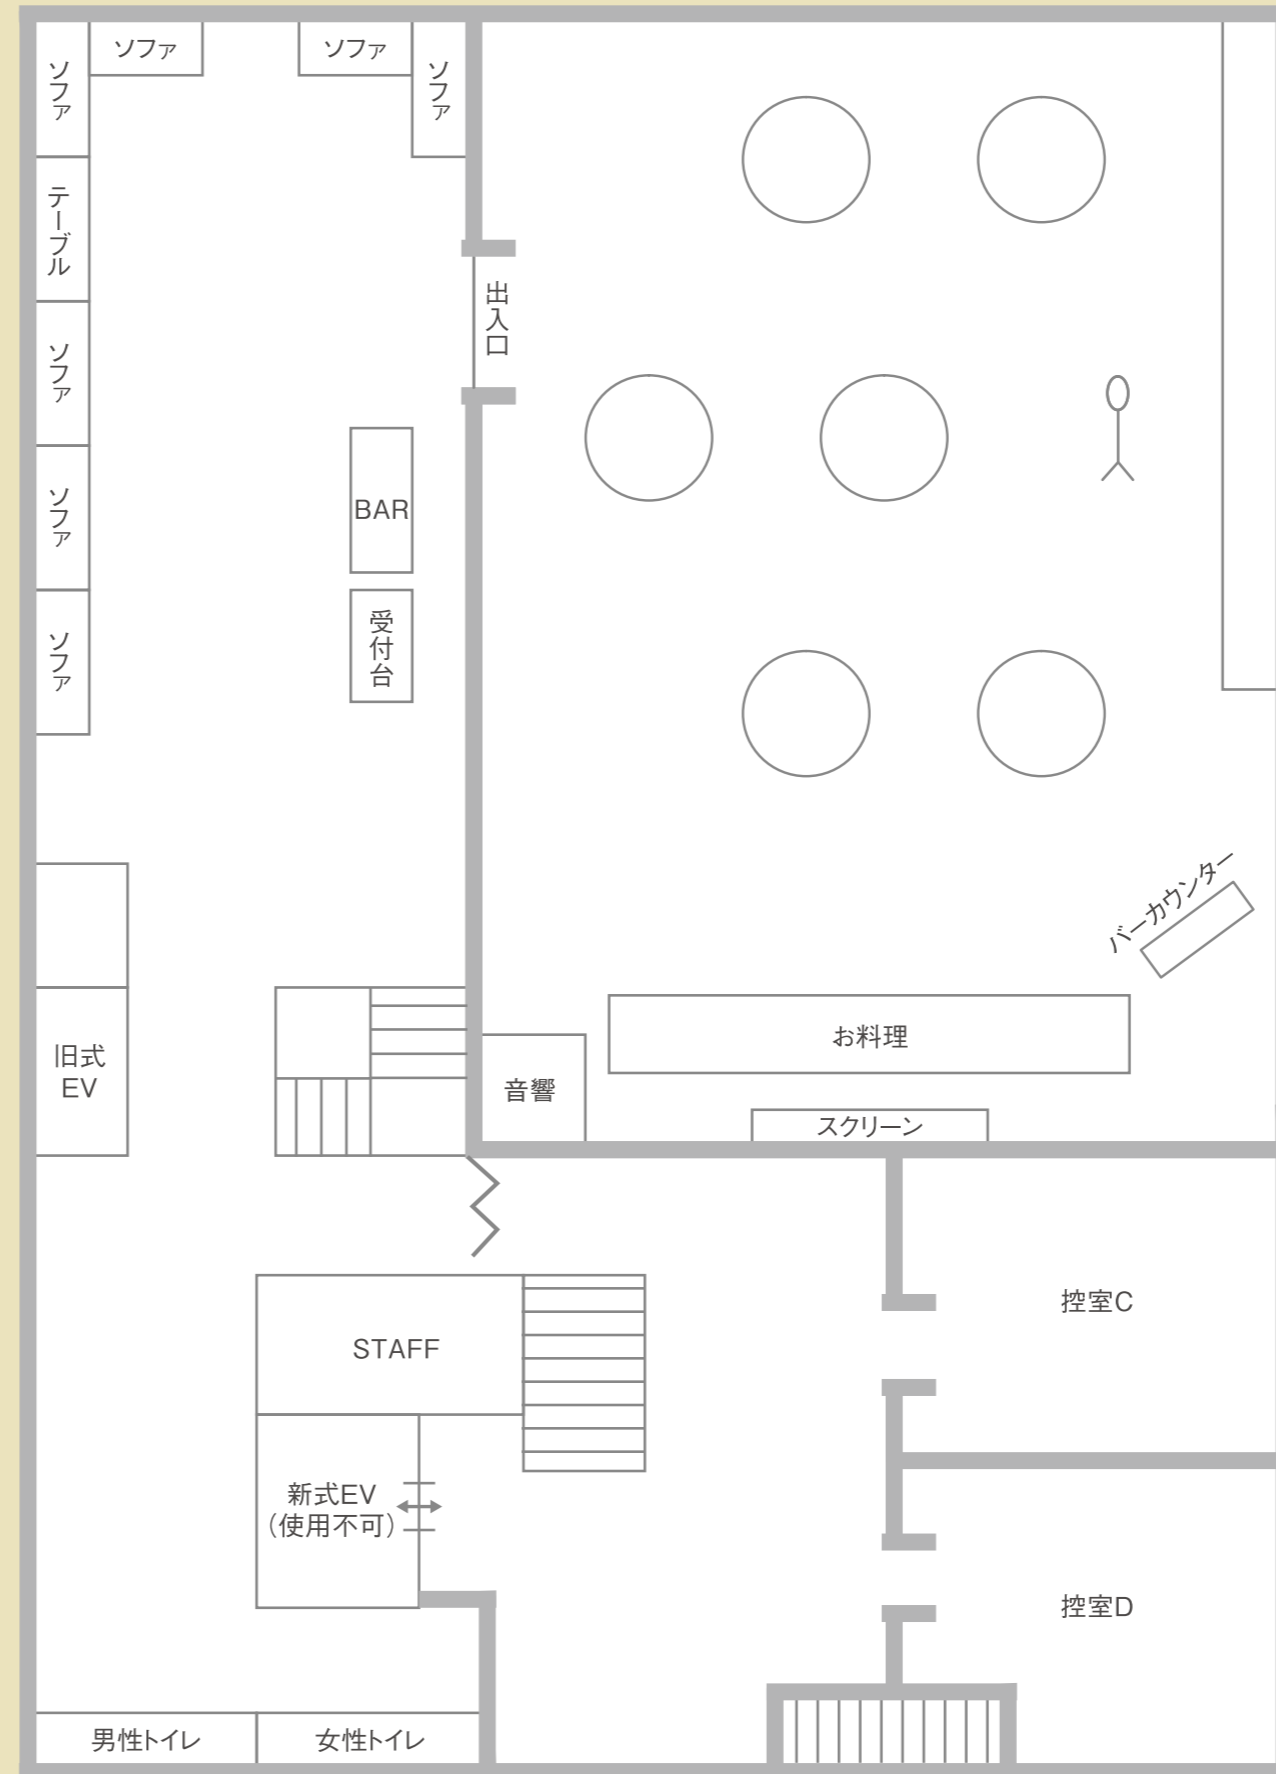 ソファ
ソファ
ソファ
ソファ
テーブル
ソファ
ソファ
ソファ
出入口
BAR
受付台
バーカウンター
お料理
旧式
EV
音響
スクリーン
STAFF
控室C
新式EV
（使用不可）
控室D
男性トイレ
女性トイレ